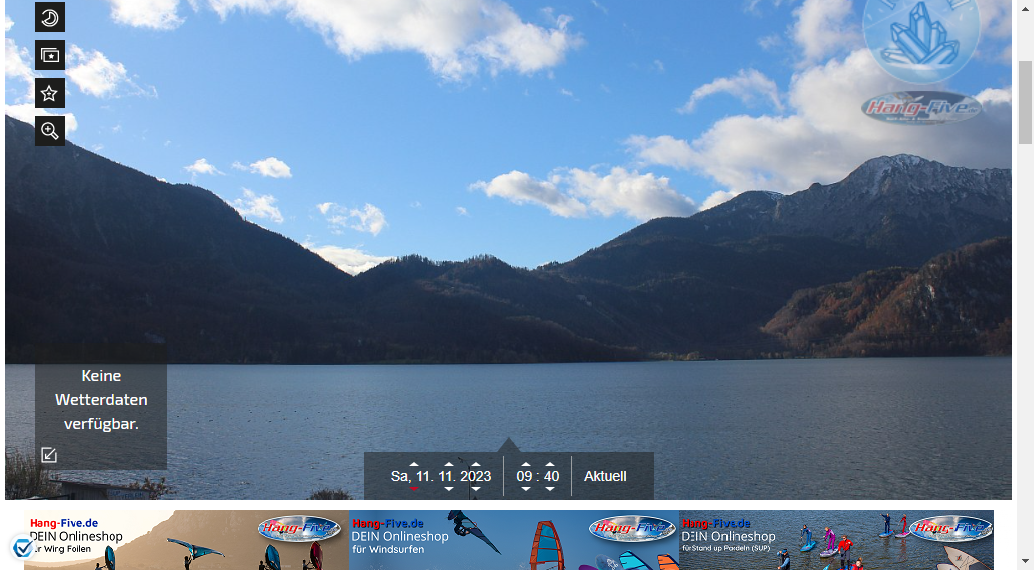 Hang-Five
Keine
Wetterdaten
verfügbar.
Sa, 11. 11. 2023 09 : 40 Aktuell
Hang-Five.de
DEIN Onlineshop
für Wing Foilen
Hang-Five
Hang-Five.de
DEIN Onlineshop
für Windsurfen
Hang-Five
Hang-Five.de
DEIN Onlineshop
für Stand up Paddeln (SUP)
Hang-Five